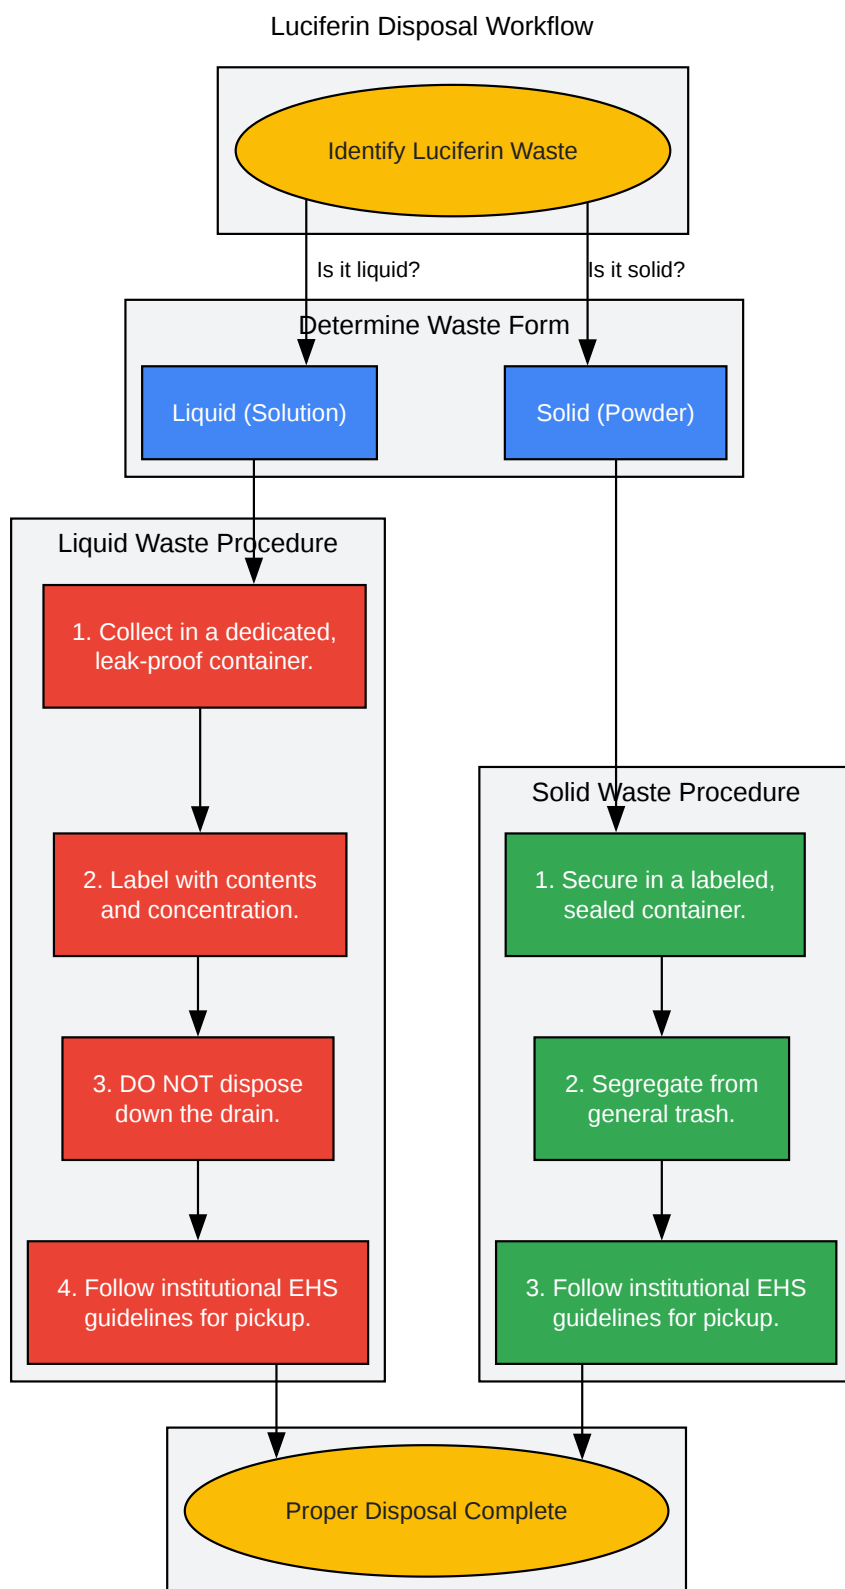 Luciferin Disposal Workflow
Identify Luciferin Waste
Is it liquid?
Is it solid?
Determine Waste Form
Liquid (Solution)
Solid (Powder)
Liquid Waste Procedure
1. Collect in a dedicated,
leak-proof container.
2. Label with contents
and concentration.
3. DO NOT dispose
down the drain.
4. Follow institutional EHS
guidelines for pickup.
Solid Waste Procedure
1. Secure in a labeled,
sealed container.
2. Segregate from
general trash.
3. Follow institutional EHS
guidelines for pickup.
Proper Disposal Complete